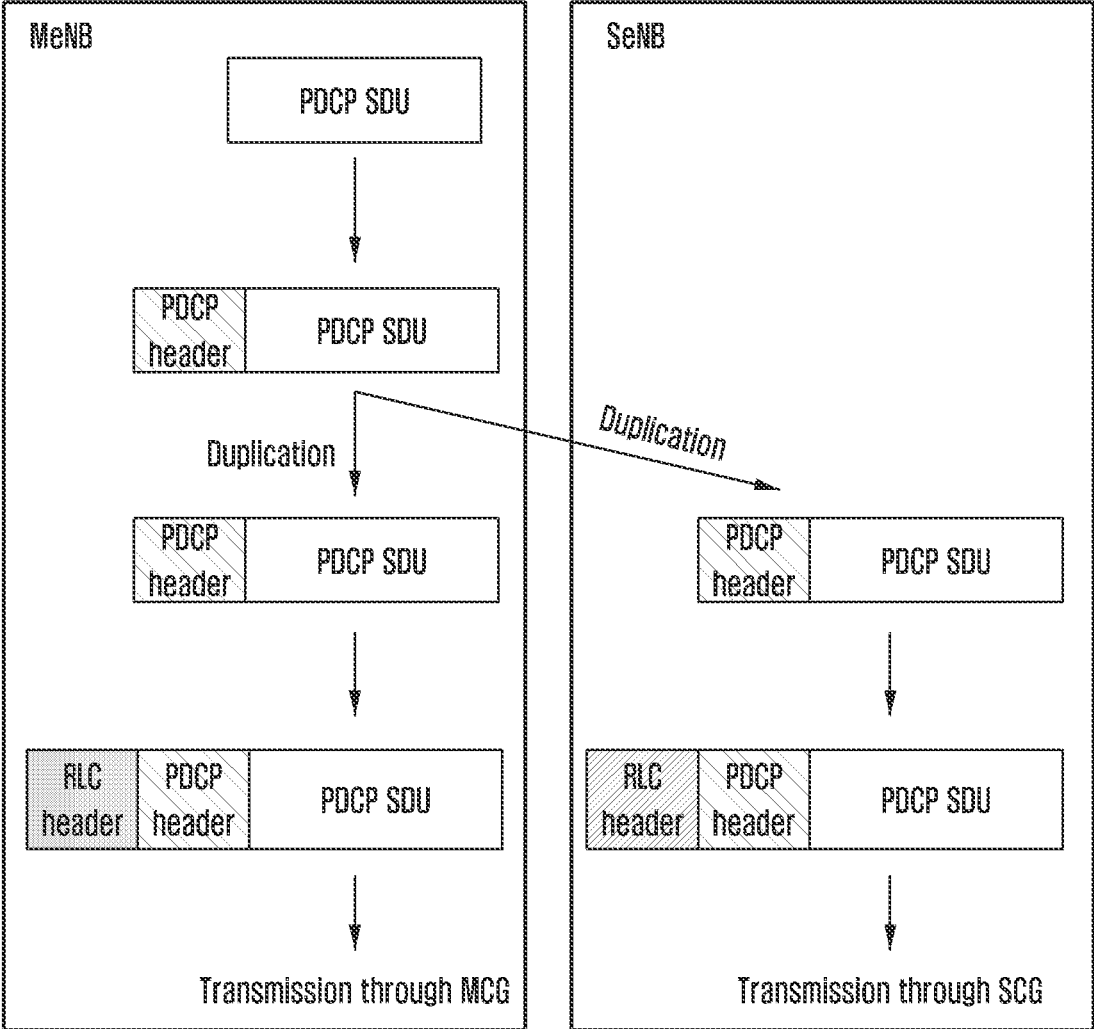 MeNB
PDCP SDU
PDCP
header
PDCP SDU
Duplication
PDCP
header
PDCP SDU
RLC
header
PDCP
header
PDCP SDU
Transmission through MCG
SeNB
Duplication
PDCP
header
PDCP SDU
RLC
header
PDCP
header
PDCP SDU
Transmission through SCG